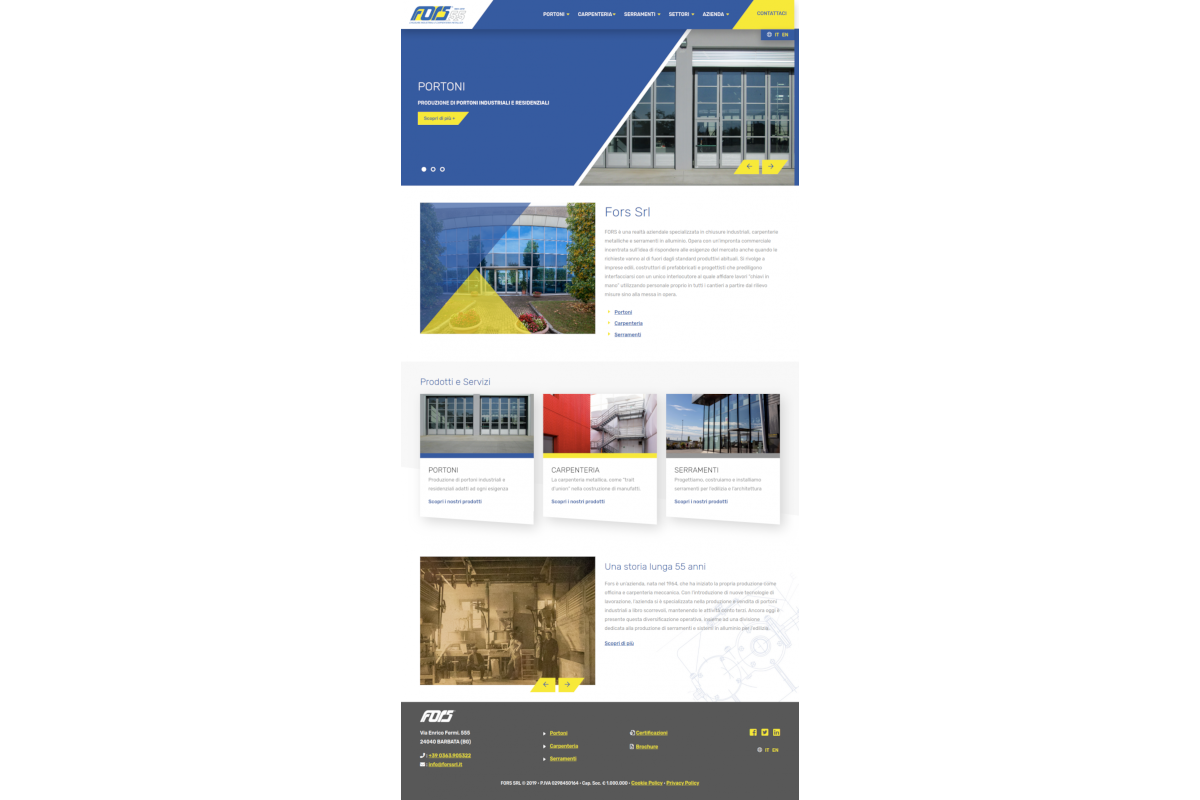 FORS 55
PORTONI CARPENTERIA SERRAMENTI SETTORI AZIENDA CONTATTACI
IT EN
PORTONI
PRODUZIONE DI PORTONI INDUSTRIALI E RESIDENZIALI
Scopri di più +
Fors Srl
FORS è una realtà aziendale specializzata in chiusure industriali, carpenterie
metalliche e serramenti in alluminio. Opera con un'impronta commerciale
incentrata sull'idea di rispondere alle esigenze del mercato anche quando le
richieste vanno al di fuori dagli standard produttivi abituali. Si rivolge a
imprese edili, costruttori di prefabbricati e progettisti che prediligono
interfacciarsi con un unico interlocutore al quale affidare lavori "chiavi in
mano" utilizzando personale proprio in tutti i cantieri a partire dal rilievo
misure sino alla messa in opera.
Portoni
Carpenteria
Serramenti
Prodotti e Servizi
PORTONI
Produzione di portoni industriali e
residenziali adatti ad ogni esigenza
Scopri i nostri prodotti
CARPENTERIA
La carpenteria metallica, come "trait
d'union" nella costruzione di manufatti
Scopri i nostri prodotti
SERRAMENTI
Progettiamo, costruiamo e installiamo
serramenti per l'edilizia e l'architettura
Scopri i nostri prodotti
Una storia lunga 55 anni
Fors è un'azienda, nata nel 1964, che ha iniziato la propria produzione come
officina e carpenteria meccanica. Con l'introduzione di nuove tecnologie di
lavorazione, l'azienda si è specializzata nella produzione e vendita di portoni
industriali a libro scorrevoli, mantenendo le attività conto terzi. Ancora oggi è
presente questa diversificazione operativa, insieme ad una divisione
dedicata alla produzione di serramenti e sistemi in alluminio per l'edilizia.
Scopri di più
FORS
Via Enrico Fermi, 555
24040 BARBATA (BG)
+39 0363.905322
info@forssrl.it
Portoni
Carpenteria
Serramenti
Certificazioni
Brochure
IT EN
FORS SRL © 2019 • P.IVA 0298450164 • Cap. Soc. € 1.000.000 • Cookie Policy • Privacy Policy